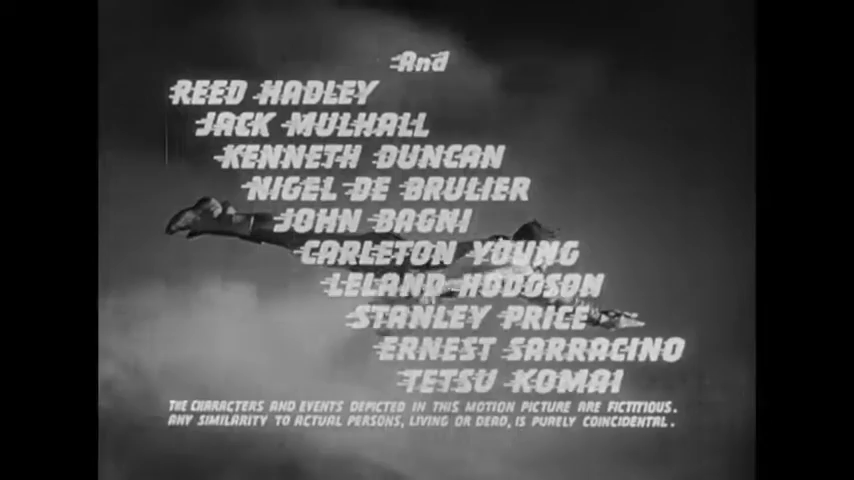 And
REED HADLEY
JACK MULHALL
KENNETH DUNCAN
NIGEL DE BRULIER
JOHN BAGNI
CARLETON YOUNG
LELAND HODGSON
STANLEY PRICE
ERNEST SARRACINO
TETSU KOMAI
THE CHARACTERS AND EVENTS DEPICTED IN THIS MOTION PICTURE ARE FICTITIOUS.
ANY SIMILARITY TO ACTUAL PERSONS, LIVING OR DEAD, IS PURELY COINCIDENTAL.